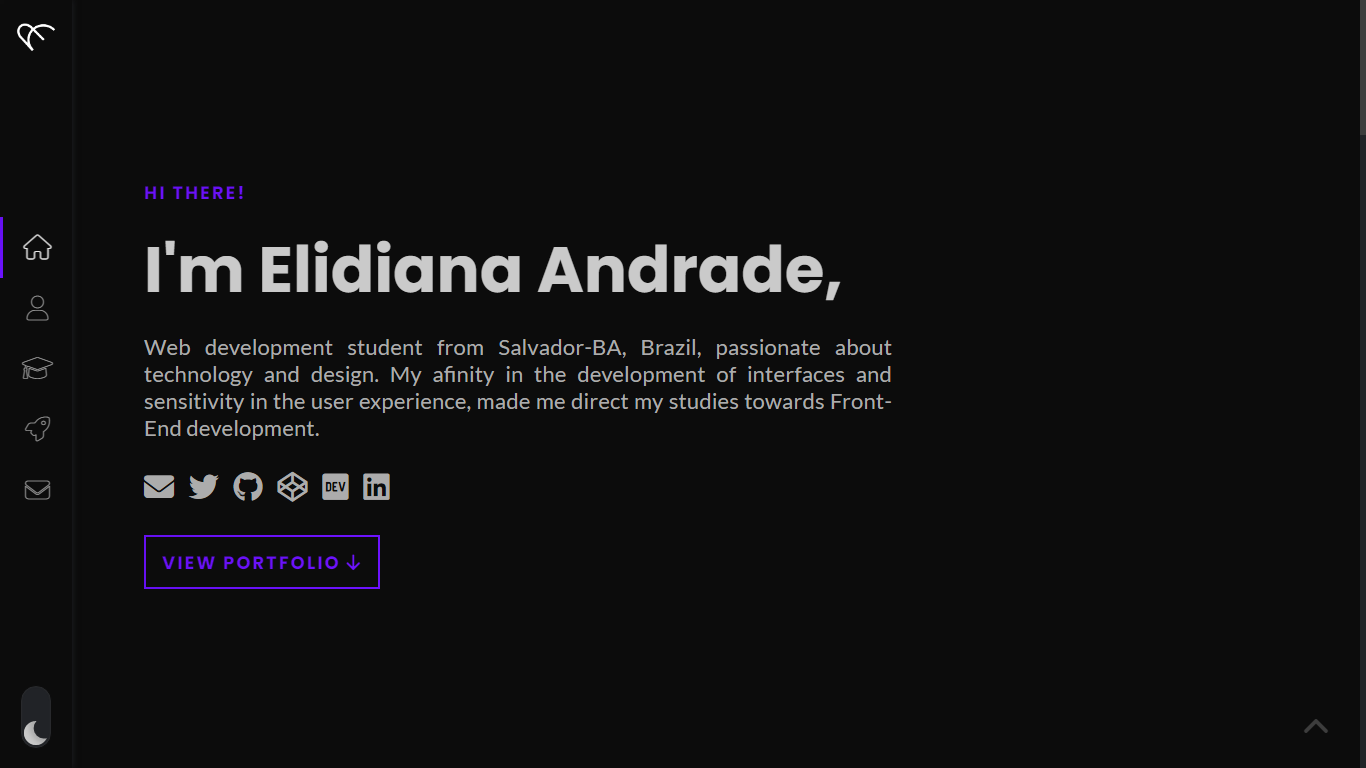 HI THERE!
I'm Elidiana Andrade,
Web development student from Salvador-BA, Brazil, passionate about
technology and design. My afinity in the development of interfaces and
sensitivity in the user experience, made me direct my studies towards Front-
End development.
DEV
in
VIEW PORTFOLIO ↓